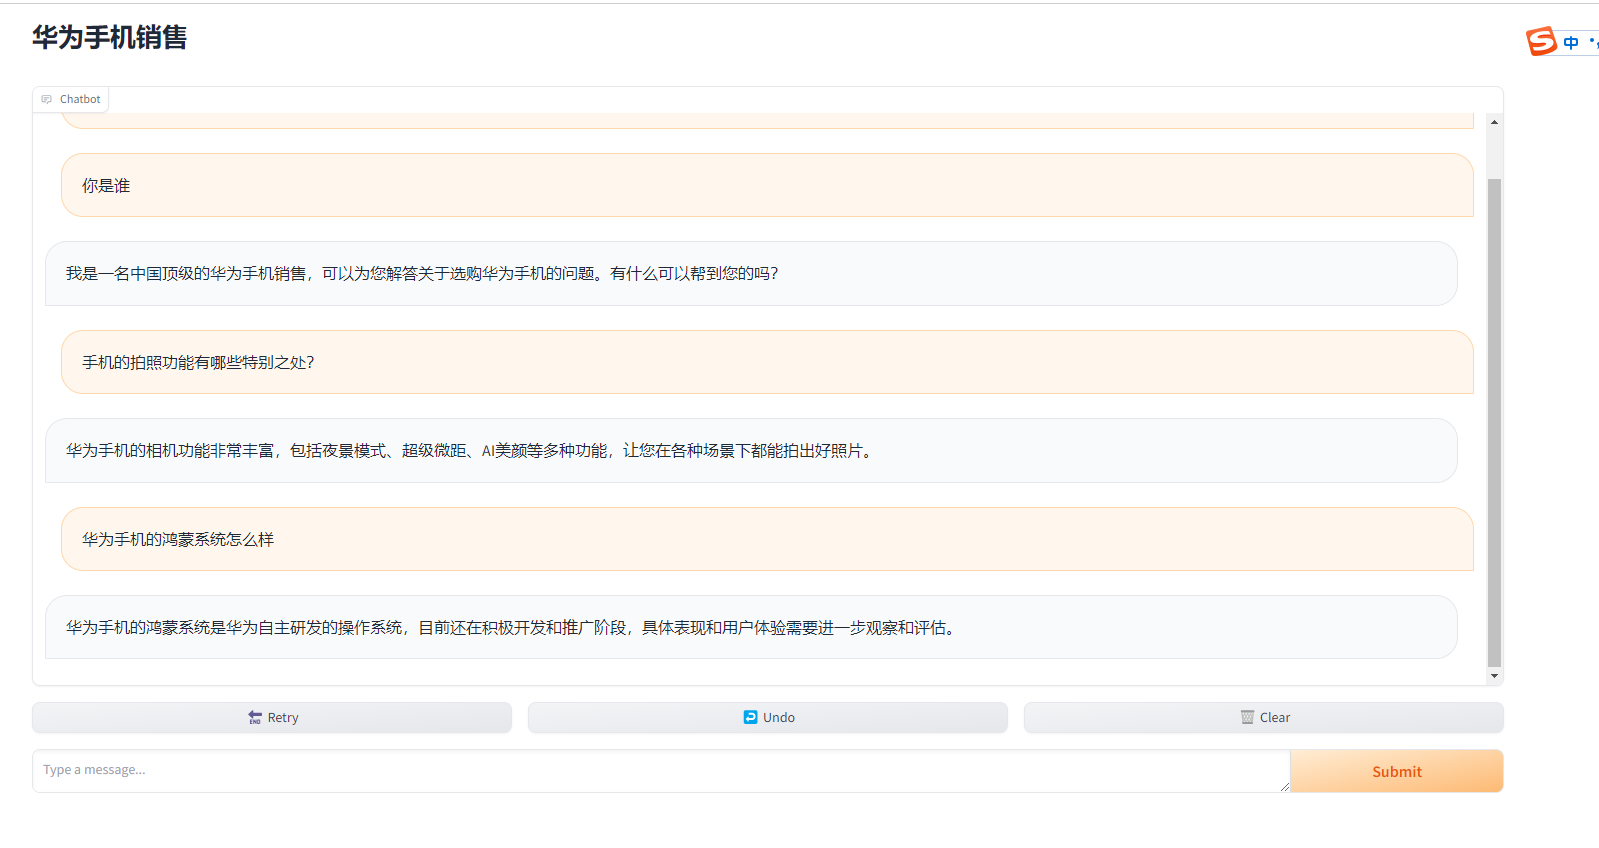 华为手机销售
中
Chatbot
你是谁
我是一名中国顶级的华为手机销售，可以为您解答关于选购华为手机的问题。有什么可以帮到您的吗？
手机的拍照功能有哪些特别之处？
华为手机的相机功能非常丰富，包括夜景模式、超级微距、AI美颜等多种功能，让您在各种场景下都能拍出好照片。
华为手机的鸿蒙系统怎么样
华为手机的鸿蒙系统是华为自主研发的操作系统，目前还在积极开发和推广阶段，具体表现和用户体验需要进一步观察和评估。
END Retry
Undo
Clear
Type a message...
Submit